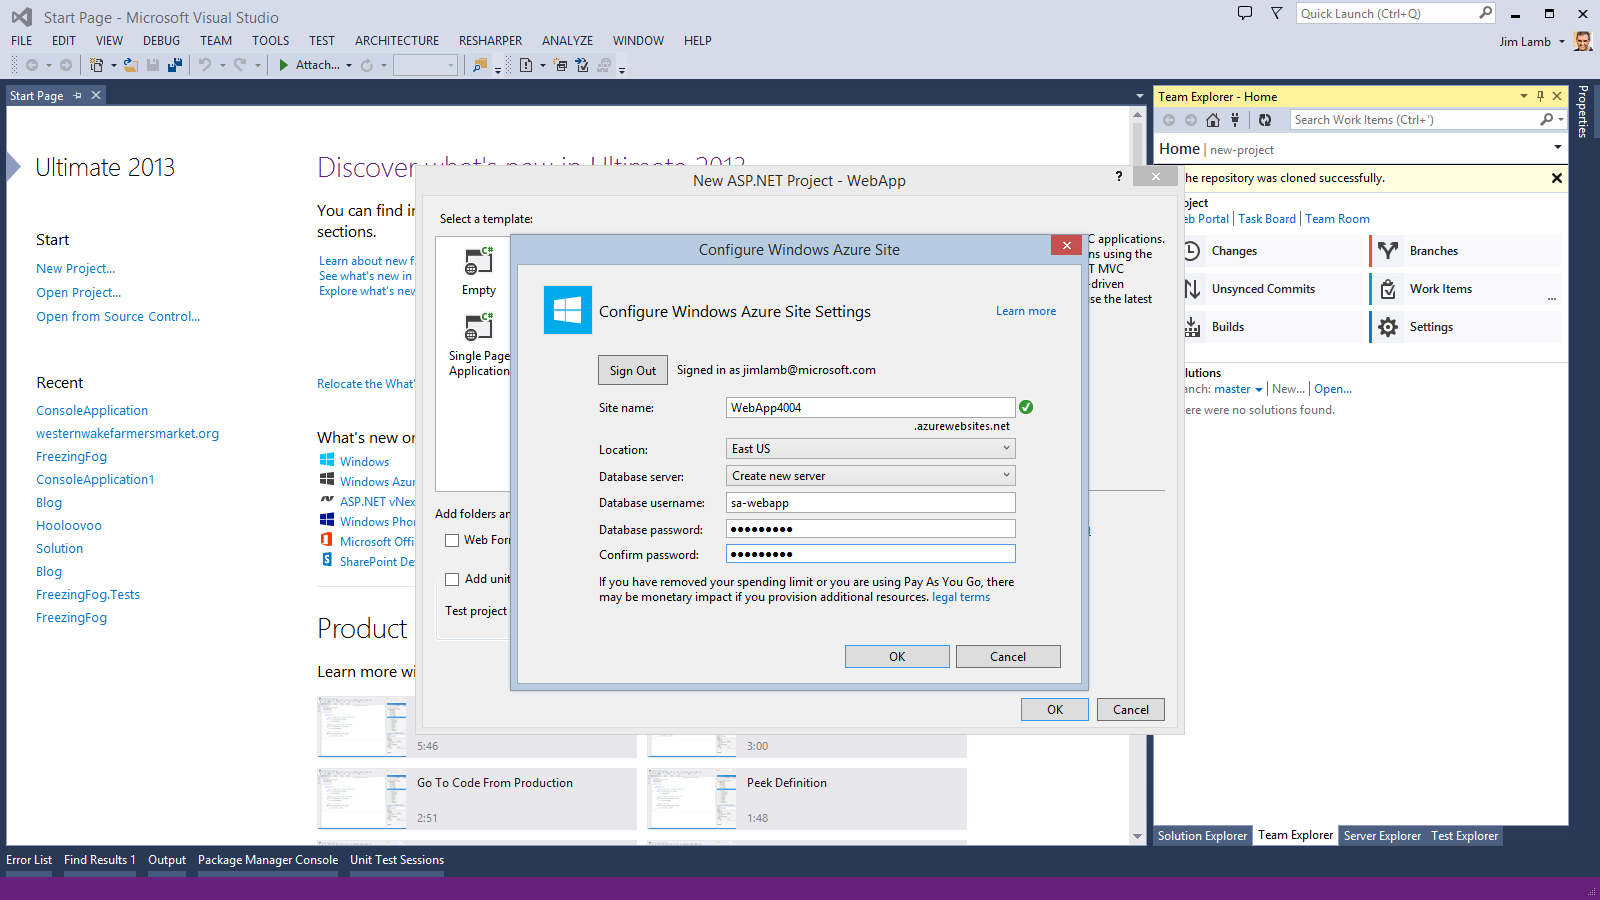 Start Page - Microsoft Visual Studio
Quick Launch (Ctrl+Q)
FILE EDIT VIEW DEBUG TEAM TOOLS TEST ARCHITECTURE RESHARPER ANALYZE WINDOW HELP
Jim Lamb
Attach...
Start Page
Ultimate 2013
Discover what's new in Ultimate 2013
You can find in
sections.
Learn about new f
See what's new in
Explore what's new
Start
New Project...
Open Project...
Open from Source Control...
Relocate the What'
Recent
ConsoleApplication
westernwakefarmersmarket.org
FreezingFog
ConsoleApplication1
Blog
Hooloovoo
Solution
Blog
FreezingFog.Tests
FreezingFog
What's new on
Windows
Windows Azur
ASP.NET vNex
Windows Phon
Microsoft Offi
SharePoint De
Product
Learn more wi
5:46
3:00
Go To Code From Production
2:51
Peek Definition
1:48
New ASP.NET Project - WebApp
?
Select a template:
C#
Empty
C#
Single Page
Application
C applications.
ns using the
T MVC
-driven
se the latest
Add folders an
Web Forn
Add unit
Test project
OK
Cancel
Configure Windows Azure Site
Configure Windows Azure Site Settings
Learn more
Sign Out
Signed in as jimlamb@microsoft.com
Site name:
WebApp4004
.azurewebsites.net
Location:
East US
Database server:
Create new server
Database username:
sa-webapp
Database password:
●●●●●●●●●
Confirm password:
●●●●●●●●●
If you have removed your spending limit or you are using Pay As You Go, there
may be monetary impact if you provision additional resources. legal terms
OK
Cancel
Team Explorer - Home
Search Work Items (Ctrl+')
Home | new-project
he repository was cloned successfully.
oject
eb Portal | Task Board | Team Room
Changes
Branches
Unsynced Commits
Work Items
...
Builds
Settings
lutions
anch: master | New... | Open...
ere were no solutions found.
Properties
Solution Explorer Team Explorer Server Explorer Test Explorer
Error List Find Results 1 Output Package Manager Console Unit Test Sessions